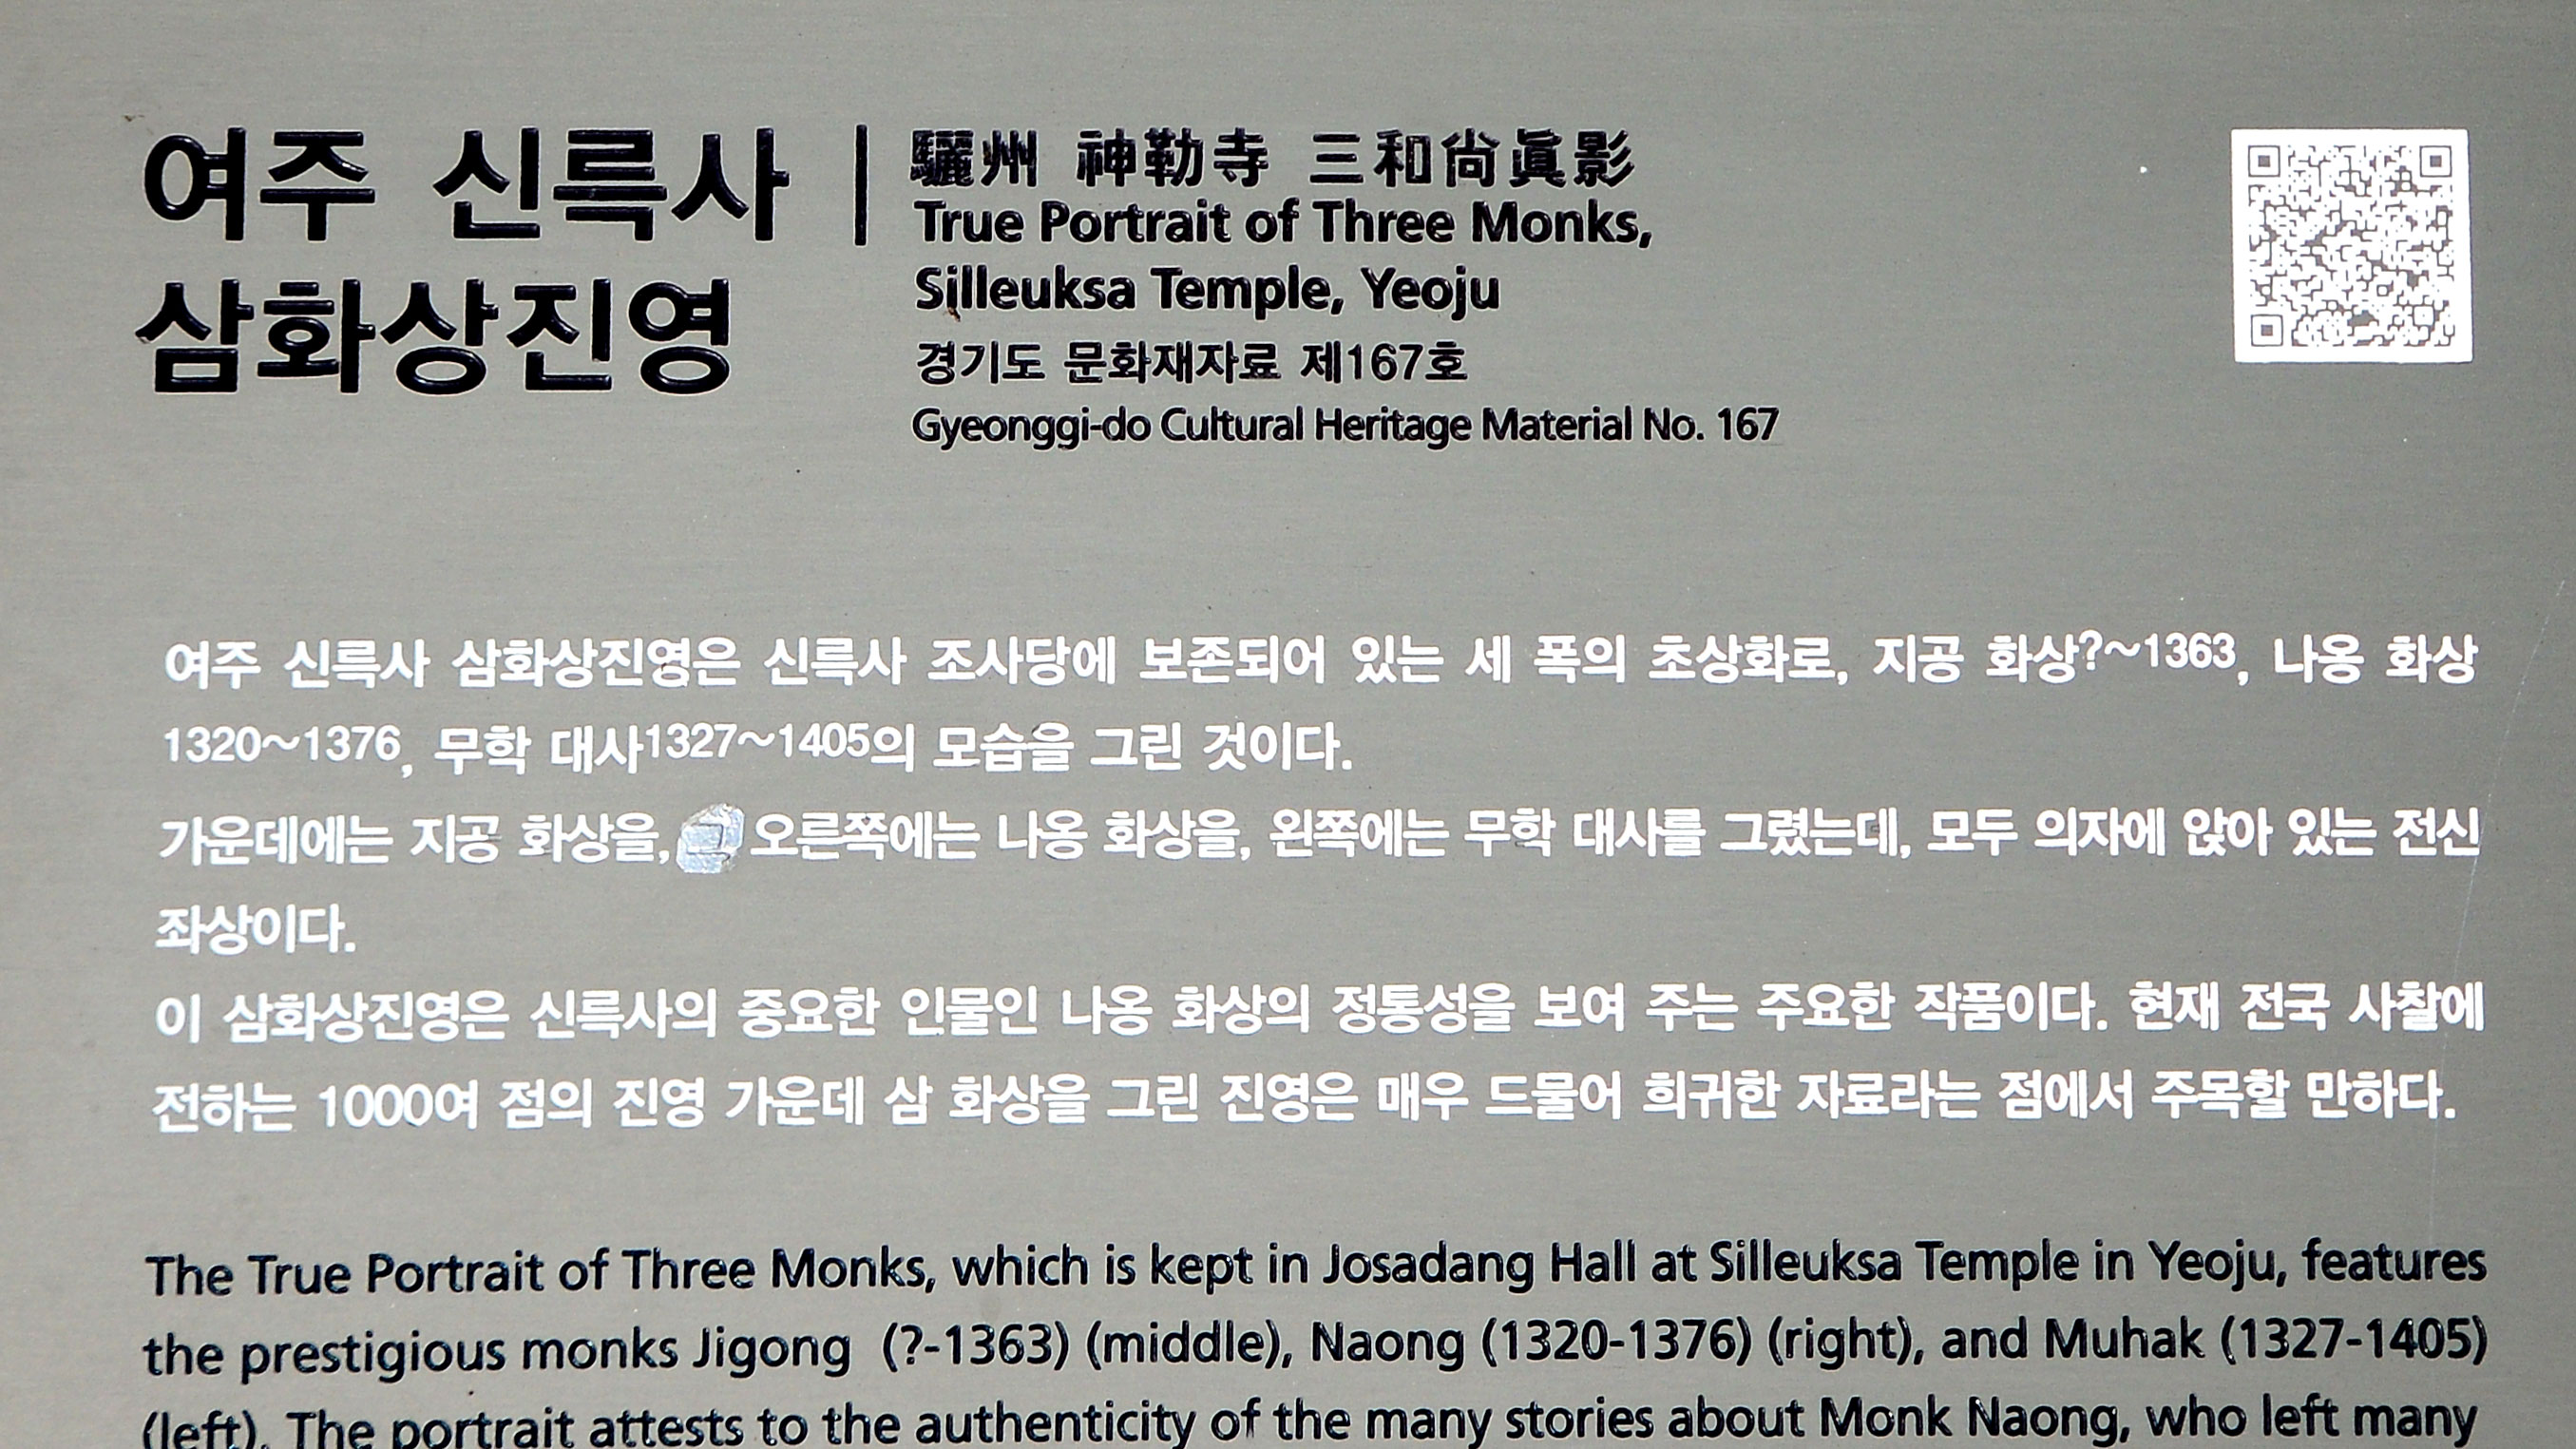 여주 신륵사
삼화상진영
驪州 神勒寺 三和尙眞影
True Portrait of Three Monks,
Silleuksa Temple, Yeoju
경기도 문화재자료 제167호
Gyeonggi-do Cultural Heritage Material No. 167
여주 신륵사 삼화상진영은 신륵사 조사당에 보존되어 있는 세 폭의 초상화로, 지공 화상?~1363, 나옹 화상
1320~1376, 무학 대사1327~1405의 모습을 그린 것이다.
가운데에는 지공 화상을, 그 오른쪽에는 나옹 화상을, 왼쪽에는 무학 대사를 그렸는데, 모두 의자에 앉아 있는 전신
좌상이다.
이 삼화상진영은 신륵사의 중요한 인물인 나옹 화상의 정통성을 보여 주는 주요한 작품이다. 현재 전국 사찰에
전하는 1000여 점의 진영 가운데 삼 화상을 그린 진영은 매우 드물어 희귀한 자료라는 점에서 주목할 만하다.
The True Portrait of Three Monks, which is kept in Josadang Hall at Silleuksa Temple in Yeoju, features
the prestigious monks Jigong (?-1363) (middle), Naong (1320-1376) (right), and Muhak (1327-1405)
(left). The portrait attests to the authenticity of the many stories about Monk Naong, who left many